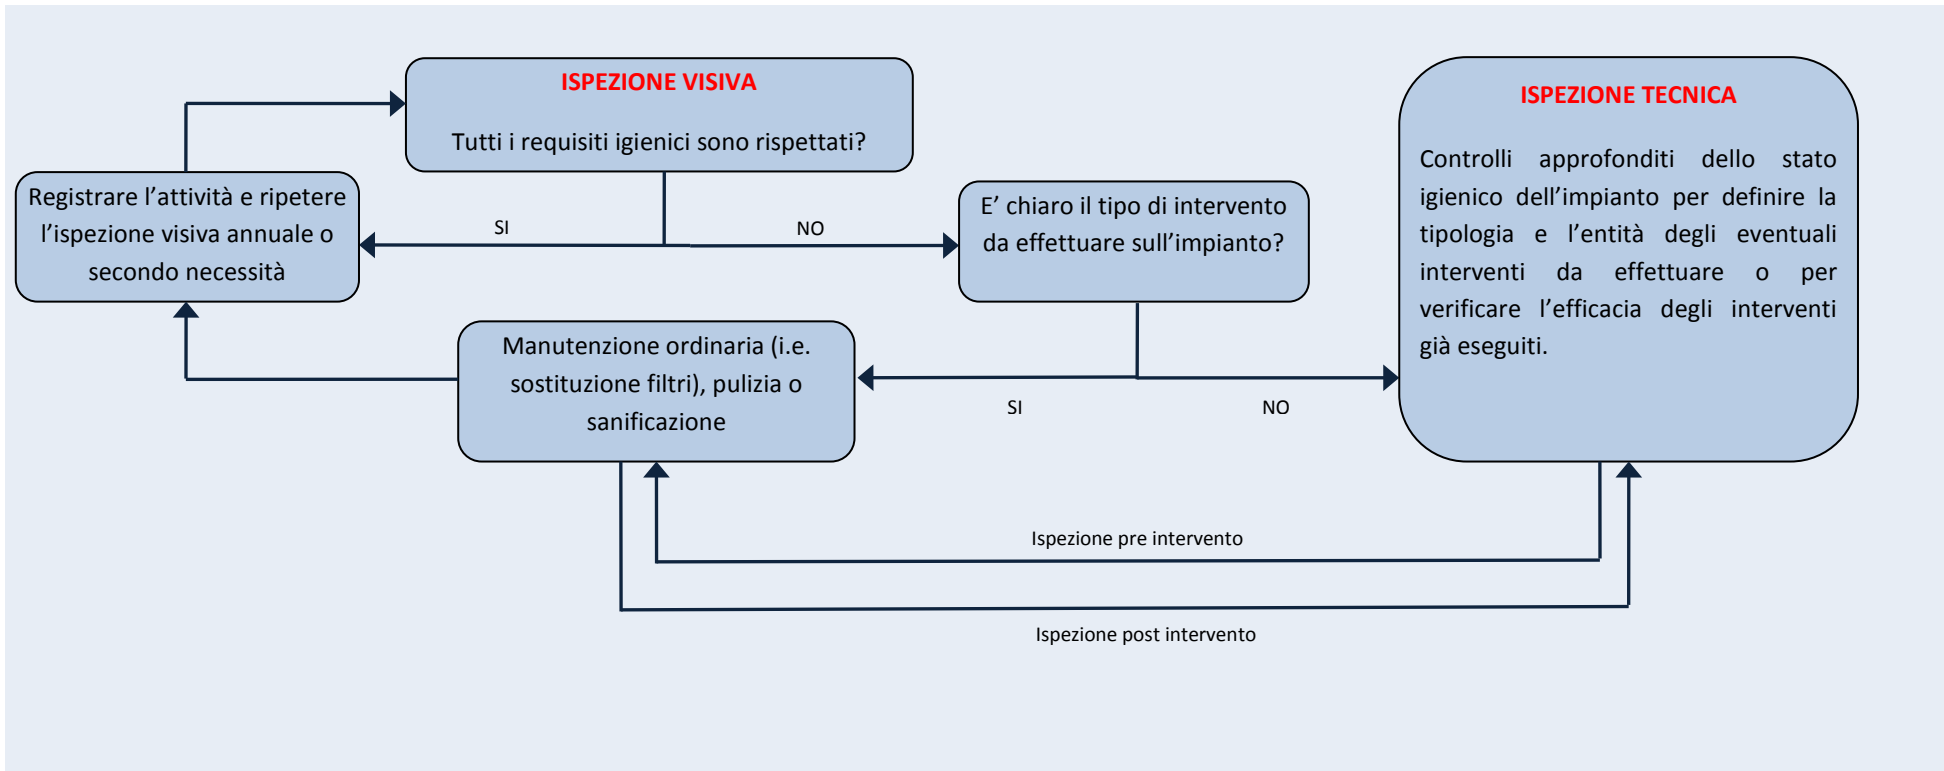 ISPEZIONE VISIVA
Tutti i requisiti igienici sono rispettati?
ISPEZIONE TECNICA
Controlli approfonditi dello stato
igienico dell’impianto per definire la
tipologia e l’entità degli eventuali
interventi da effettuare o per
verificare l’efficacia degli interventi
già eseguiti.
Registrare l’attività e ripetere
l’ispezione visiva annuale o
secondo necessità
SI
NO
E’ chiaro il tipo di intervento
da effettuare sull’impianto?
Manutenzione ordinaria (i.e.
sostituzione filtri), pulizia o
sanificazione
SI
NO
Ispezione pre intervento
Ispezione post intervento